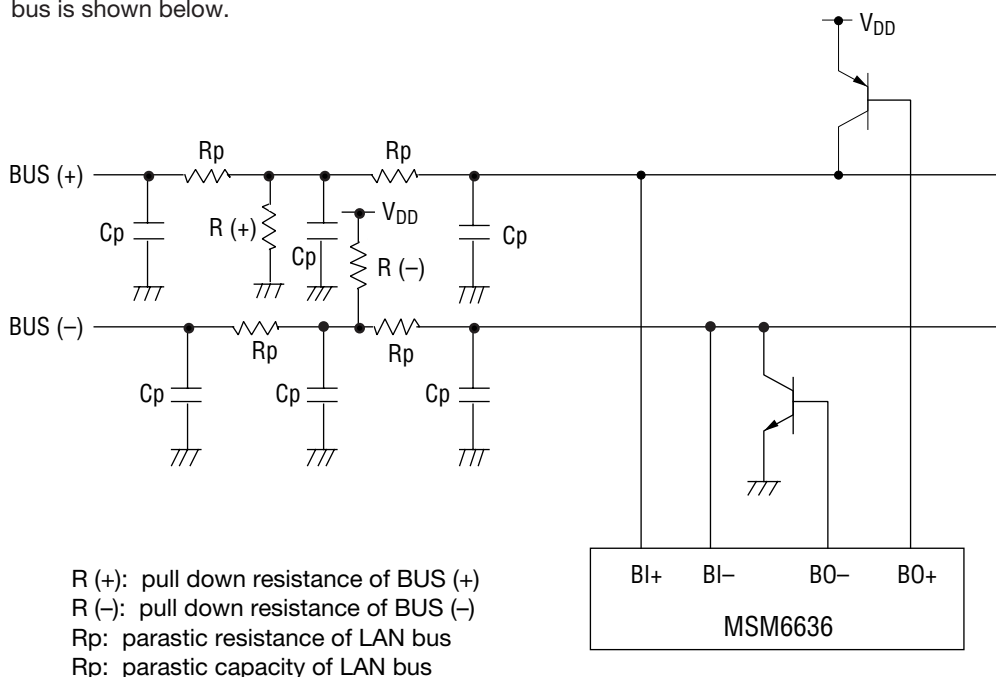 bus is shown below.
V_DD
Rp Rp
BUS (+)
Cp R (+) Cp V_DD Cp
R (–)
BUS (–)
Rp Rp
Cp Cp Cp
R (+): pull down resistance of BUS (+)
R (–): pull down resistance of BUS (–)
Rp: parastic resistance of LAN bus
Rp: parastic capacity of LAN bus
BI+ BI– BO– BO+
MSM6636